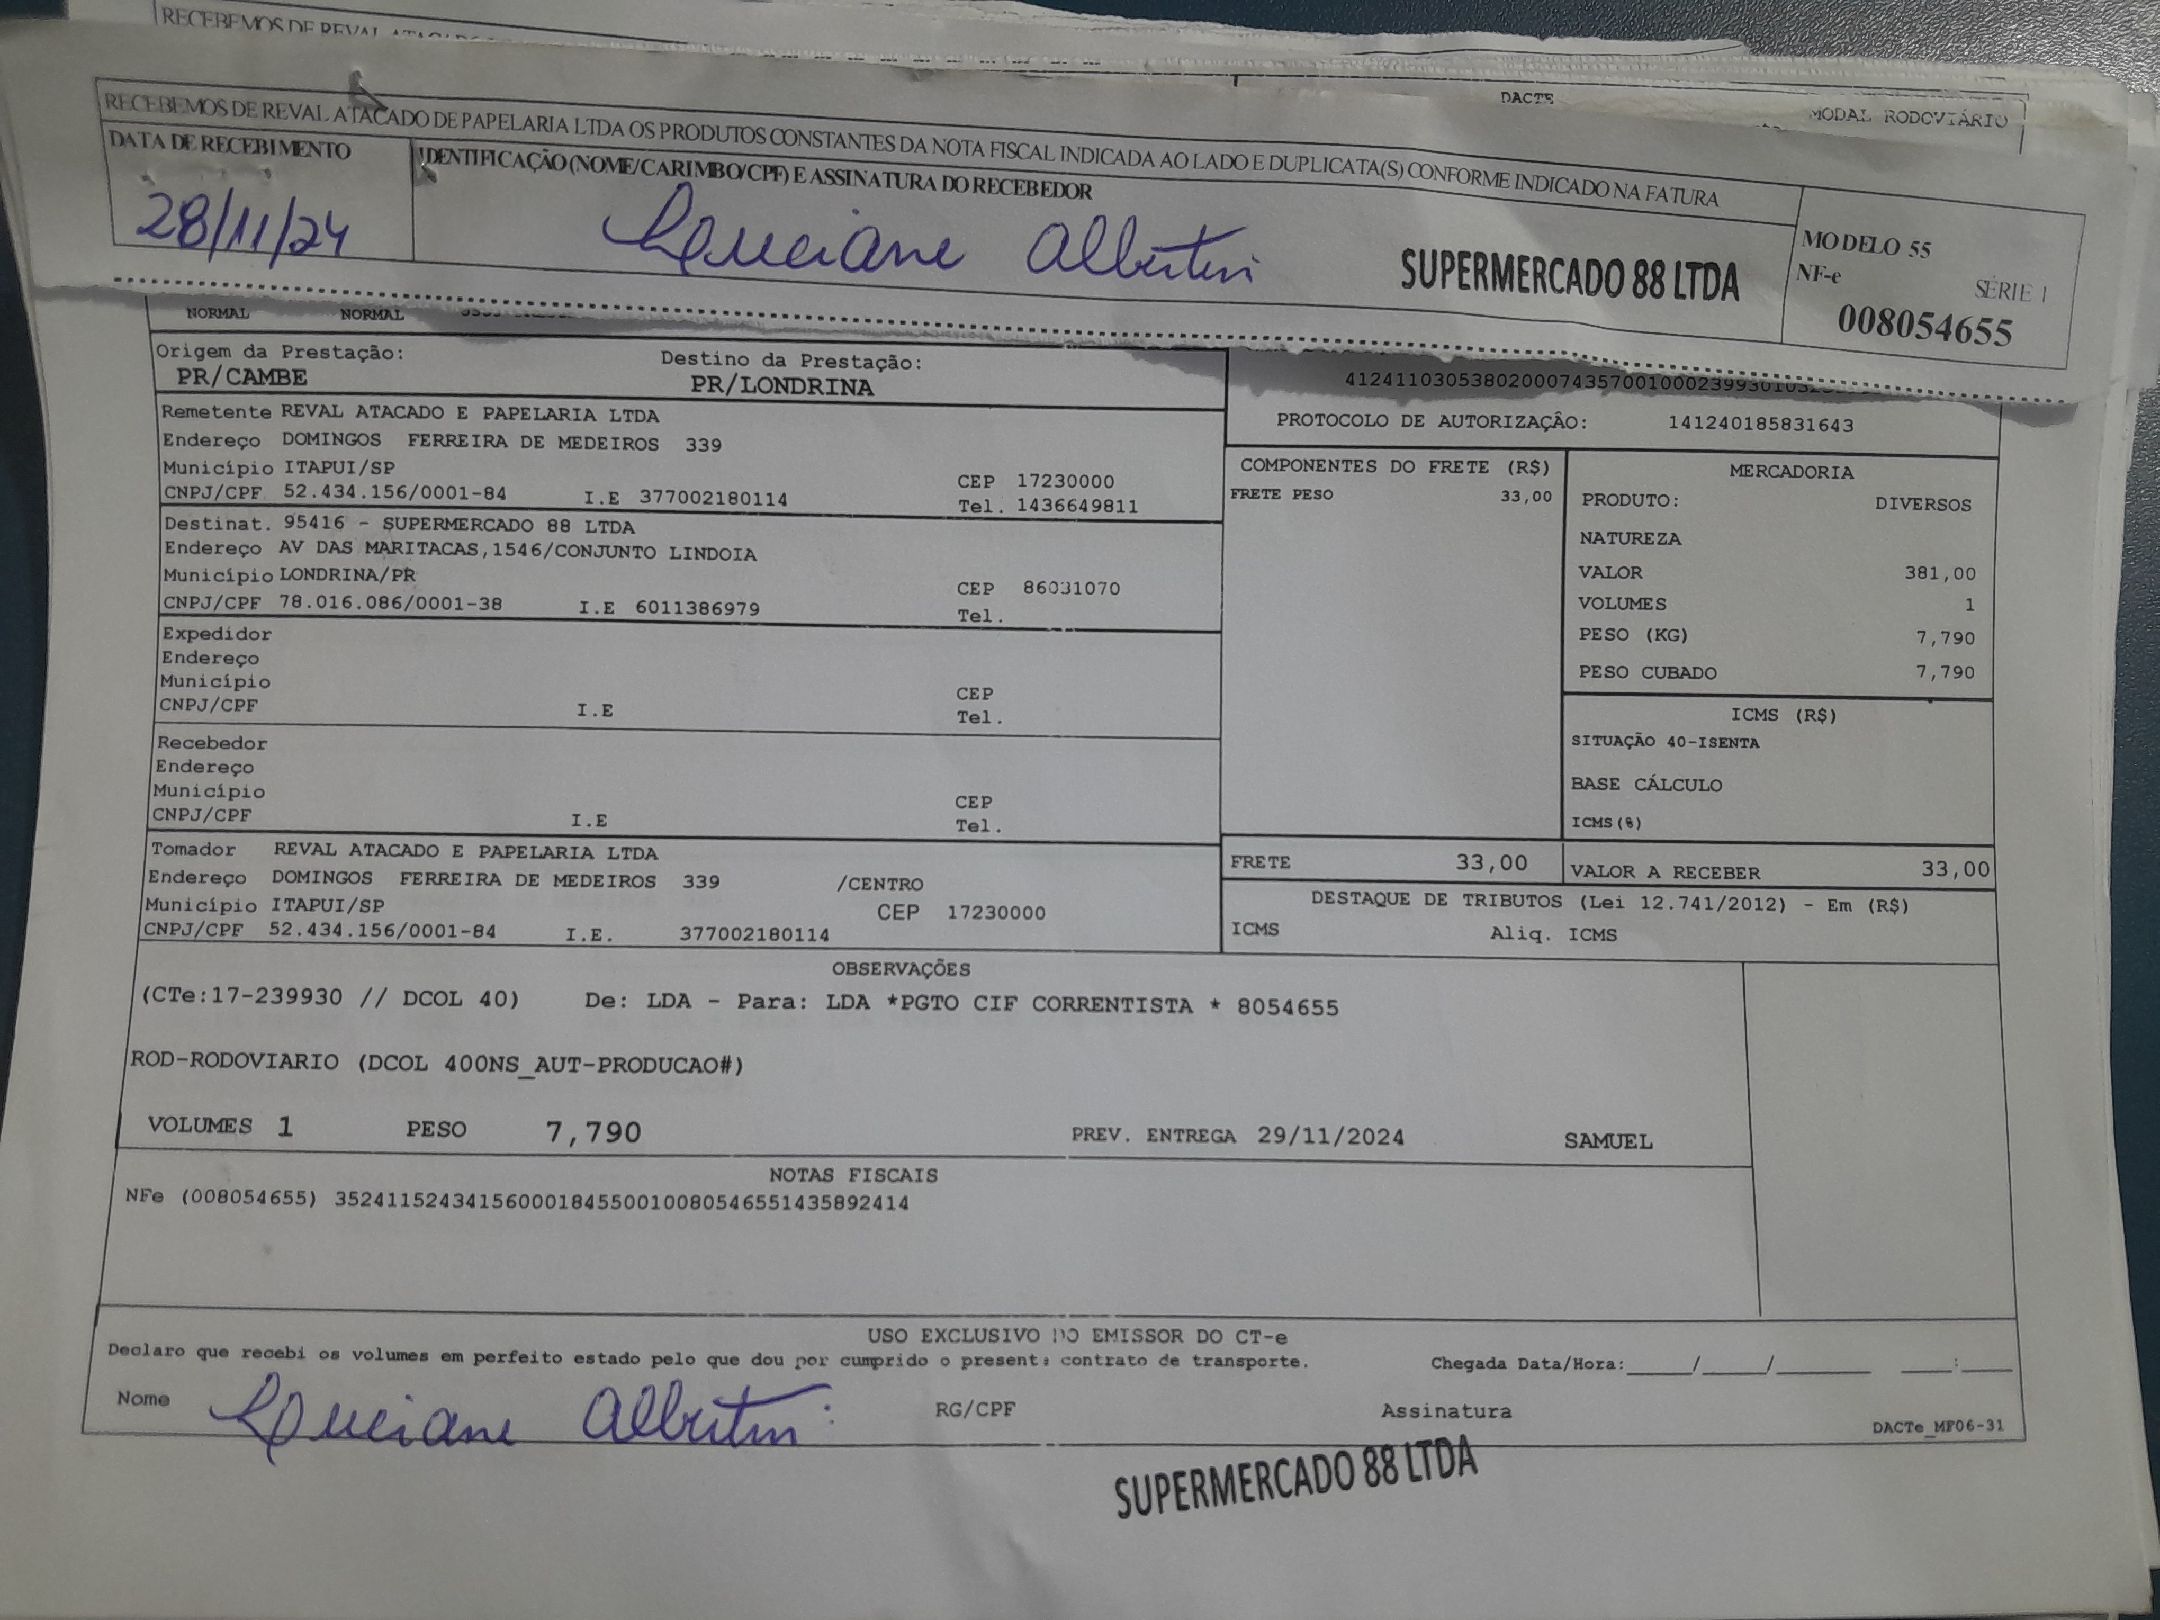 RECEBEMOS DE REVAL
DACTE
MODAL RODOVIÁRIO
RECEBEMOS DE REVAL ATACADO DE PAPELARIA LTDA OS PRODUTOS CONSTANTES DA NOTA FISCAL INDICADA AO LADO E DUPLICATA(S) CONFORME INDICADO NA FATURA
DATA DE RECEBIMENTO
IDENTIFICAÇÃO (NOME/CARIMBO/CPF) E ASSINATURA DO RECEBEDOR
28/11/24
Louciane Albertini
SUPERMERCADO 88 LTDA
MODELO 55
NF-e
SÉRIE 1
008054655
NORMAL NORMAL
Origem da Prestação: Destino da Prestação:
PR/CAMBE PR/LONDRINA
Remetente REVAL ATACADO E PAPELARIA LTDA
Endereço DOMINGOS FERREIRA DE MEDEIROS 339
Município ITAPUI/SP CEP 17230000
CNPJ/CPF 52.434.156/0001-84 I.E 377002180114 Tel. 1436649811
Destinat. 95416 - SUPERMERCADO 88 LTDA
Endereço AV DAS MARITACAS,1546/CONJUNTO LINDOIA
Município LONDRINA/PR CEP 86031070
CNPJ/CPF 78.016.086/0001-38 I.E 6011386979 Tel.
Expedidor
Endereço
Município CEP
CNPJ/CPF I.E Tel.
Recebedor
Endereço
Município CEP
CNPJ/CPF I.E Tel.
Tomador REVAL ATACADO E PAPELARIA LTDA
Endereço DOMINGOS FERREIRA DE MEDEIROS 339 /CENTRO
Município ITAPUI/SP CEP 17230000
CNPJ/CPF 52.434.156/0001-84 I.E. 377002180114
PROTOCOLO DE AUTORIZAÇÃO: 141240185831643
COMPONENTES DO FRETE (R$)
FRETE PESO 33,00
MERCADORIA
PRODUTO: DIVERSOS
NATUREZA
VALOR 381,00
VOLUMES 1
PESO (KG) 7,790
PESO CUBADO 7,790
ICMS (R$)
SITUAÇÃO 40-ISENTA
BASE CÁLCULO
ICMS(%)
FRETE 33,00 VALOR A RECEBER 33,00
DESTAQUE DE TRIBUTOS (Lei 12.741/2012) - Em (R$)
ICMS Aliq. ICMS
OBSERVAÇÕES
(CTe:17-239930 // DCOL 40) De: LDA - Para: LDA *PGTO CIF CORRENTISTA * 8054655
ROD-RODOVIARIO (DCOL 400NS_AUT-PRODUCAO#)
VOLUMES 1 PESO 7,790 PREV. ENTREGA 29/11/2024 SAMUEL
NOTAS FISCAIS
NFe (008054655) 35241152434156000184550010080546551435892414
USO EXCLUSIVO DO EMISSOR DO CT-e
Declaro que recebi os volumes em perfeito estado pelo que dou por cumprido o presente contrato de transporte. Chegada Data/Hora:____/____/______ ___:___
Nome Louciane Albertini RG/CPF Assinatura
DACTe_MF06-31
SUPERMERCADO 88 LTDA